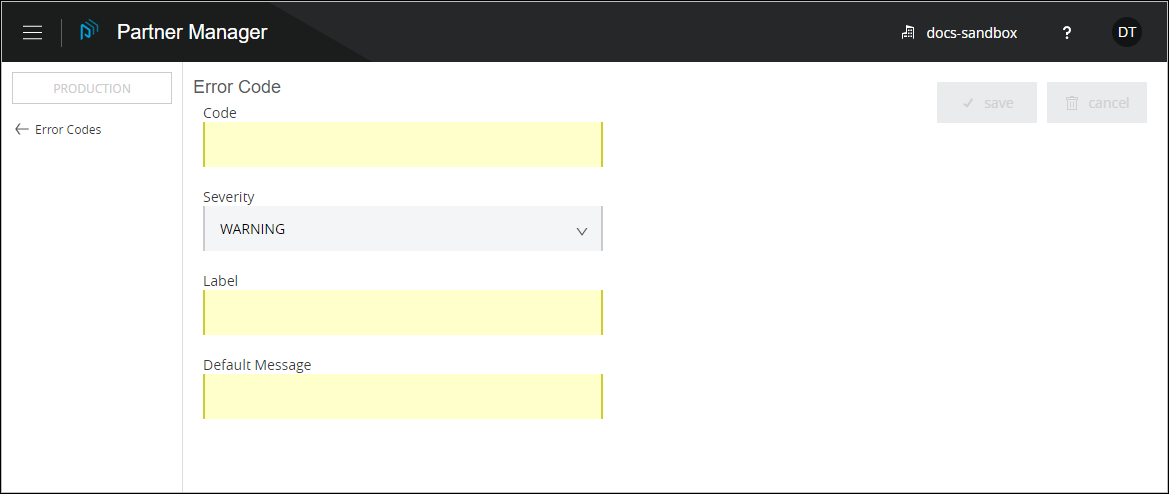 Partner Manager
docs-sandbox
?
DT
PRODUCTION
Error Codes
Error Code
save
cancel
Code
Severity
WARNING
Label
Default Message